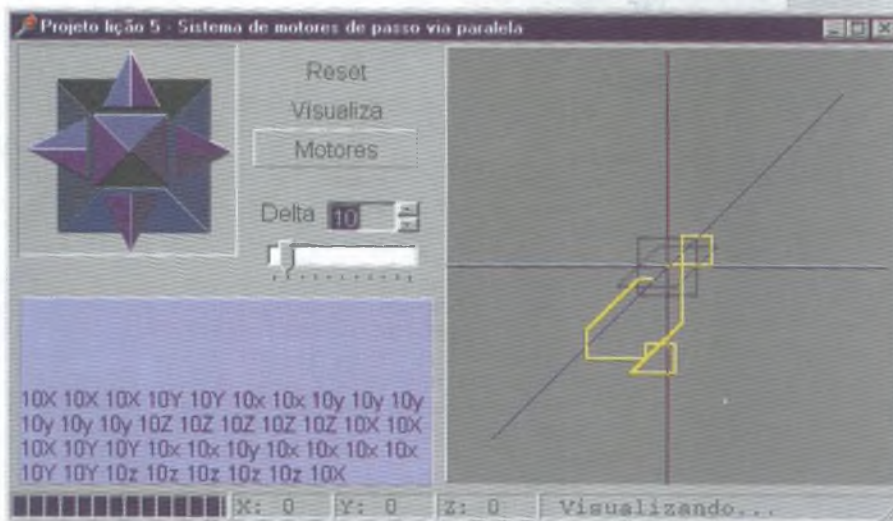 Projeto lição 5 - Sistema de motores de passo via paralela
Reset
Visualiza
Motores
Delta 10
10X 10X 10X 10Y 10Y 10x 10x 10y 10y 10y
10y 10y 10y 10Z 10Z 10Z 10Z 10Z 10X 10X
10X 10Y 10Y 10x 10x 10y 10x 10x 10x 10x
10Y 10Y 10z 10z 10z 10z 10z 10X
X: 0 Y: 0 Z: 0 Visualizando...